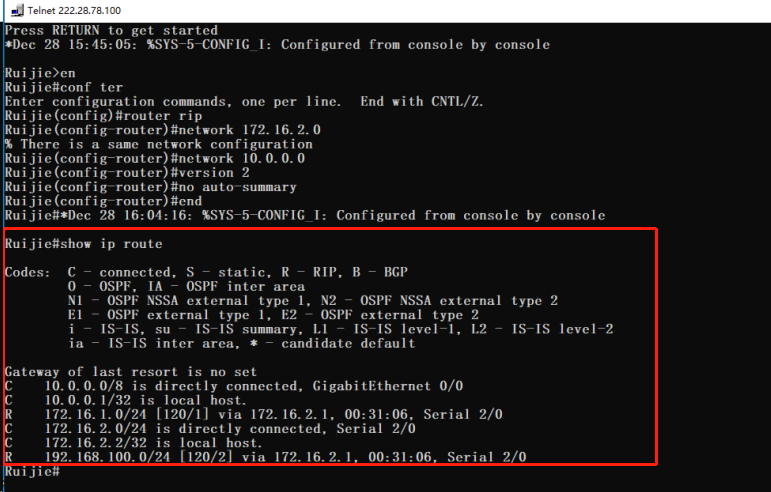 Telnet 222.28.78.100
Press RETURN to get started
*Dec 28 15:45:05: %SYS-5-CONFIG_I: Configured from console by console
Ruijie>en
Ruijie#conf ter
Enter configuration commands, one per line.  End with CNTL/Z.
Ruijie(config)#router rip
Ruijie(config-router)#network 172.16.2.0
% There is a same network configuration
Ruijie(config-router)#network 10.0.0.0
Ruijie(config-router)#version 2
Ruijie(config-router)#no auto-summary
Ruijie(config-router)#end
Ruijie#*Dec 28 16:04:16: %SYS-5-CONFIG_I: Configured from console by console
Ruijie#show ip route
Codes:  C - connected, S - static, R - RIP, B - BGP
O - OSPF, IA - OSPF inter area
N1 - OSPF NSSA external type 1, N2 - OSPF NSSA external type 2
E1 - OSPF external type 1, E2 - OSPF external type 2
i - IS-IS, su - IS-IS summary, L1 - IS-IS level-1, L2 - IS-IS level-2
ia - IS-IS inter area, * - candidate default
Gateway of last resort is no set
C    10.0.0.0/8 is directly connected, GigabitEthernet 0/0
C    10.0.0.1/32 is local host.
R    172.16.1.0/24 [120/1] via 172.16.2.1, 00:31:06, Serial 2/0
C    172.16.2.0/24 is directly connected, Serial 2/0
C    172.16.2.2/32 is local host.
R    192.168.100.0/24 [120/2] via 172.16.2.1, 00:31:06, Serial 2/0
Ruijie#